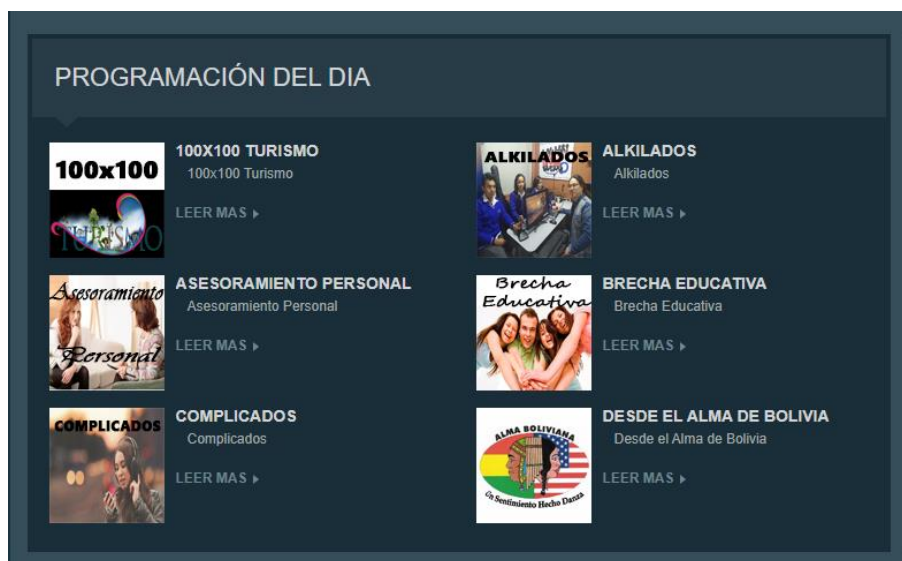 PROGRAMACIÓN DEL DIA
100x100
TURISMO
100X100 TURISMO
100x100 Turismo
LEER MAS
ALKILADOS
ALKILADOS
Alkilados
LEER MAS
Asesoramiento
Personal
ASESORAMIENTO PERSONAL
Asesoramiento Personal
LEER MAS
Brecha
Educativa
BRECHA EDUCATIVA
Brecha Educativa
LEER MAS
COMPLICADOS
COMPLICADOS
Complicados
LEER MAS
ALMA BOLIVIANA
Un Sentimiento Hecho Danza
DESDE EL ALMA DE BOLIVIA
Desde el Alma de Bolivia
LEER MAS